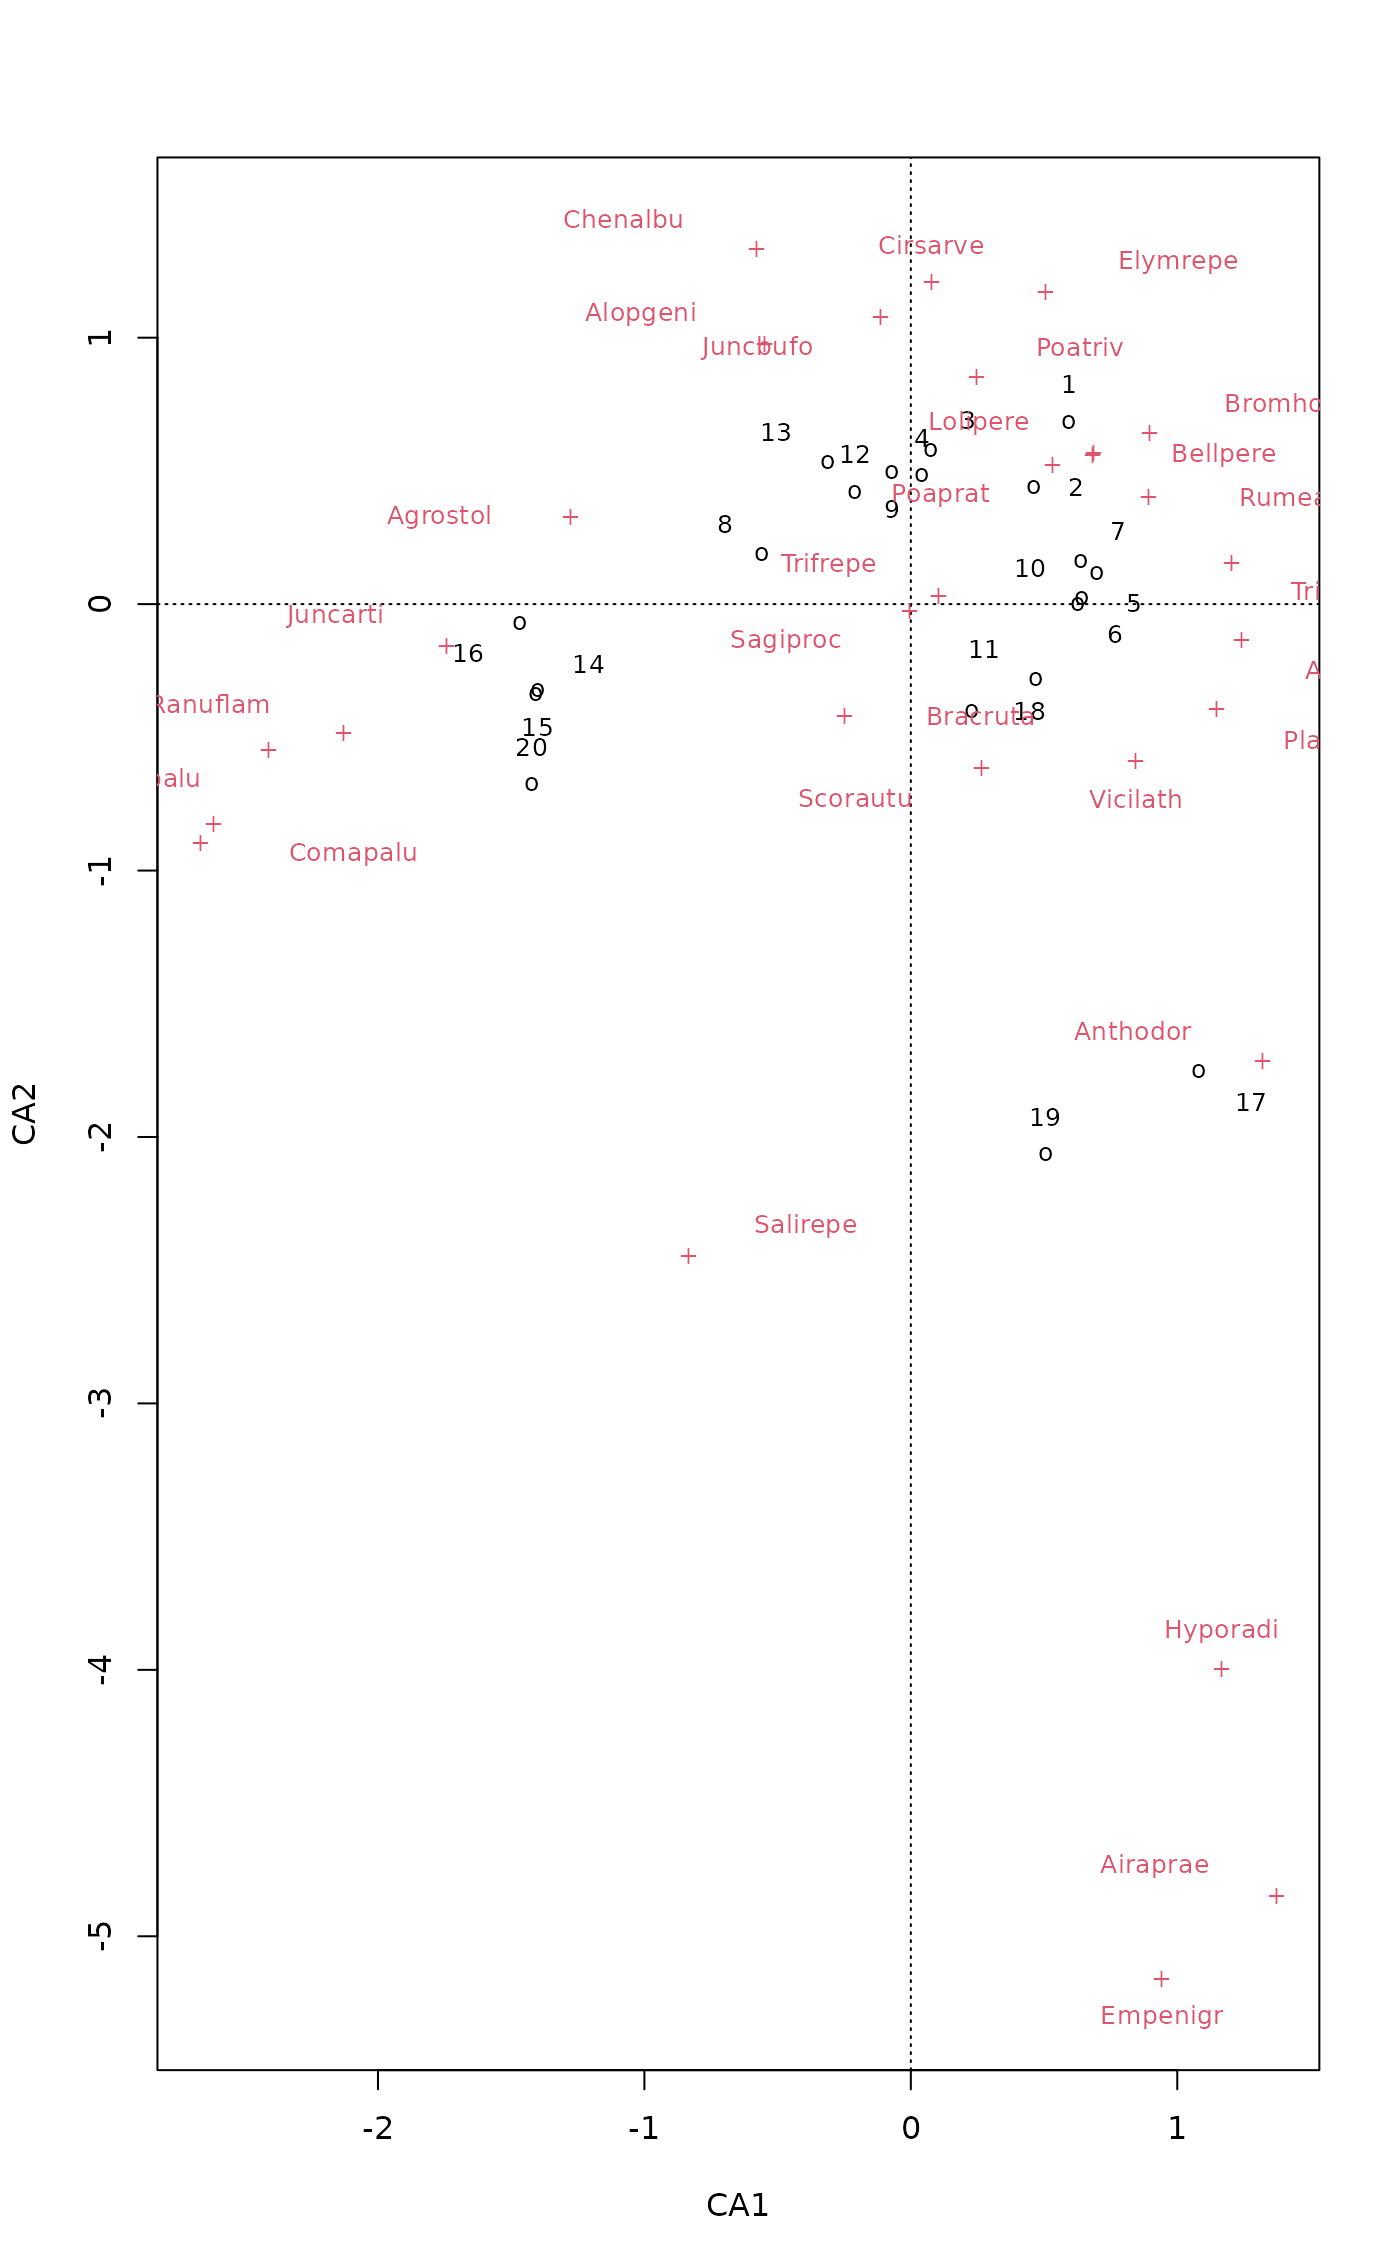 Chenalbu
Cirsarve
Elymrepe
Alopgeni
Juncbufo
Poatriv
1
1
Bromho
3
Lolipere
13
4
12
Bellpere
2
Poaprat
Rumea
9
Agrostol
8
7
Trifrepe
10
Tri
0
5
Juncarti
6
Sagiproc
11
16
14
A
Ranuflam
18
Bracruta
15
Pla
20
palu
Scorautu
Vicilath
Comapalu
-1
Anthodor
17
CA2
19
-2
Salirepe
-3
Hyporadi
-4
Airaprae
-5
Empenigr
-2
-1
0
1
CA1